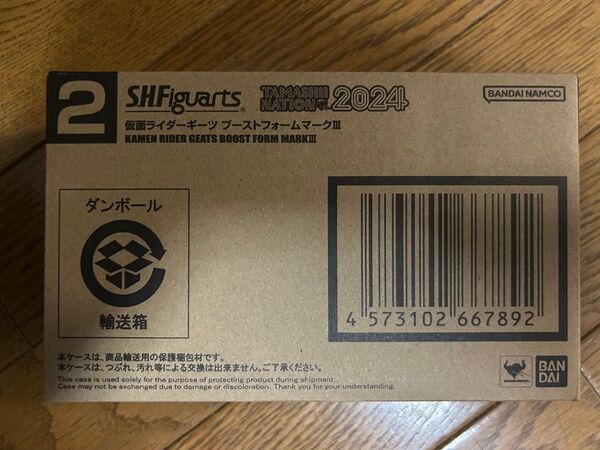 2
S.H.Figuarts
TAMASHII NATION 2024
BANDAI NAMCO
仮面ライダーギーツ ブーストフォームマークⅢ
KAMEN RIDER GEATS BOOST FORM MARKⅢ
ダンボール
輸送箱
4 573102 667892
本ケースは、商品輸送用の保護梱包材です。
本ケースは、つぶれ、汚れ等による交換は出来ません。ご了承ください。
This case is used solely for the purpose of protecting product during shipment.
Case may not be exchanged due to damage or discoloration. Thank you for your understanding.
BAN
DAI